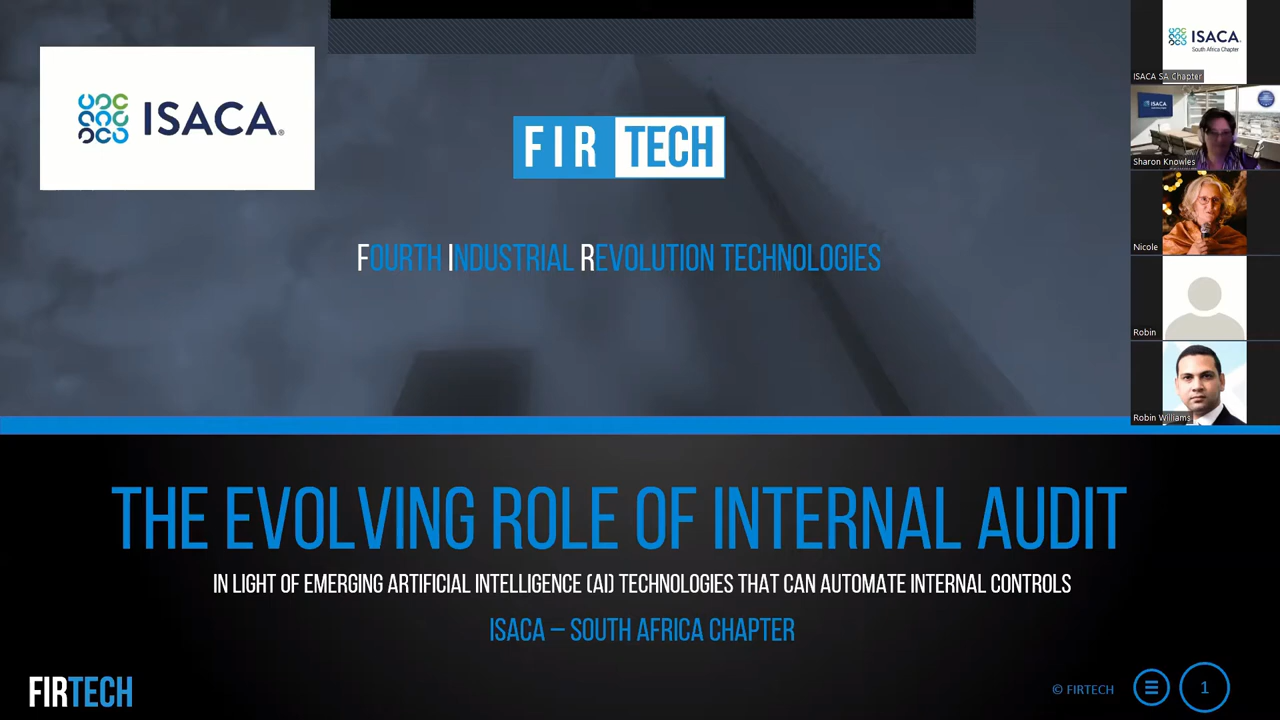 ISACA®
FIR TECH
FOURTH INDUSTRIAL REVOLUTION TECHNOLOGIES
THE EVOLVING ROLE OF INTERNAL AUDIT
IN LIGHT OF EMERGING ARTIFICIAL INTELLIGENCE (AI) TECHNOLOGIES THAT CAN AUTOMATE INTERNAL CONTROLS
ISACA – SOUTH AFRICA CHAPTER
FIRTECH
© FIRTECH
1
ISACA
South Africa Chapter
ISACA SA Chapter
ISACA
Sharon Knowles
Nicole
Robin
Robin Williams